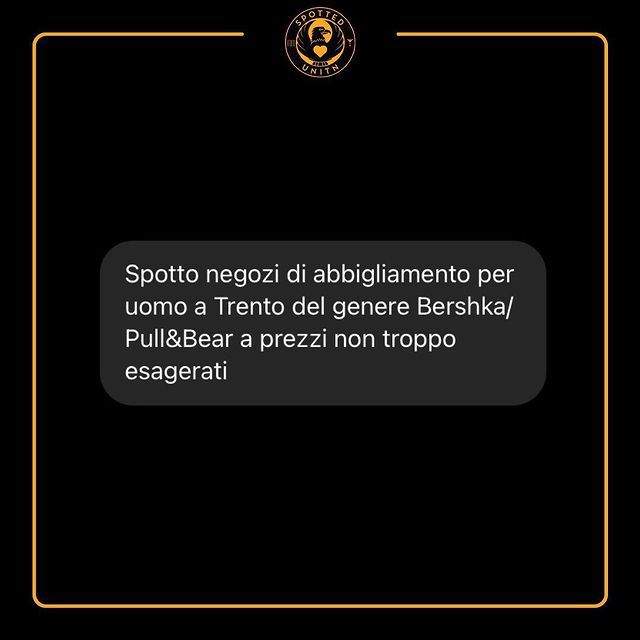 SPOTTED
UNITN
Spotto negozi di abbigliamento per
uomo a Trento del genere Bershka/
Pull&Bear a prezzi non troppo
esagerati